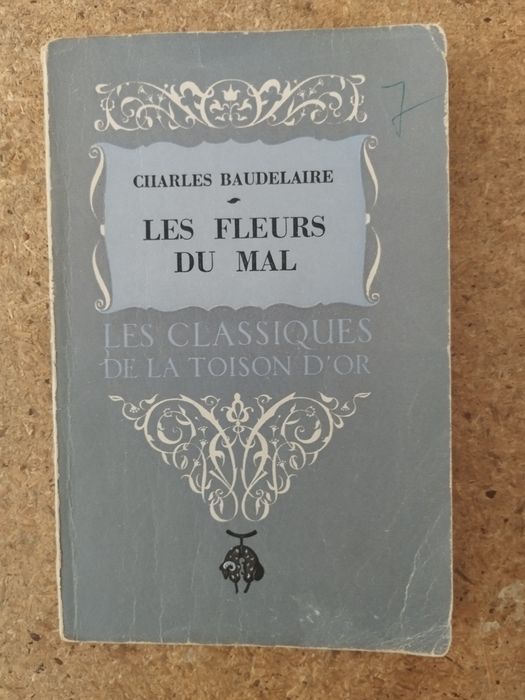 7
CHARLES BAUDELAIRE
LES FLEURS
DU MAL
LES CLASSIQUES
DE LA TOISON D'OR